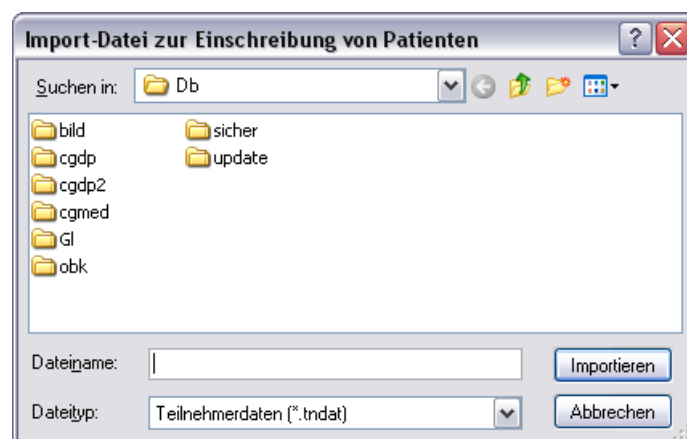 Import-Datei zur Einschreibung von Patienten
Suchen in: Db
bild sicher
cgdp update
cgdp2
cgmed
Gl
obk
Dateiname: Importieren
Dateityp: Teilnehmerdaten (*.tndat) Abbrechen